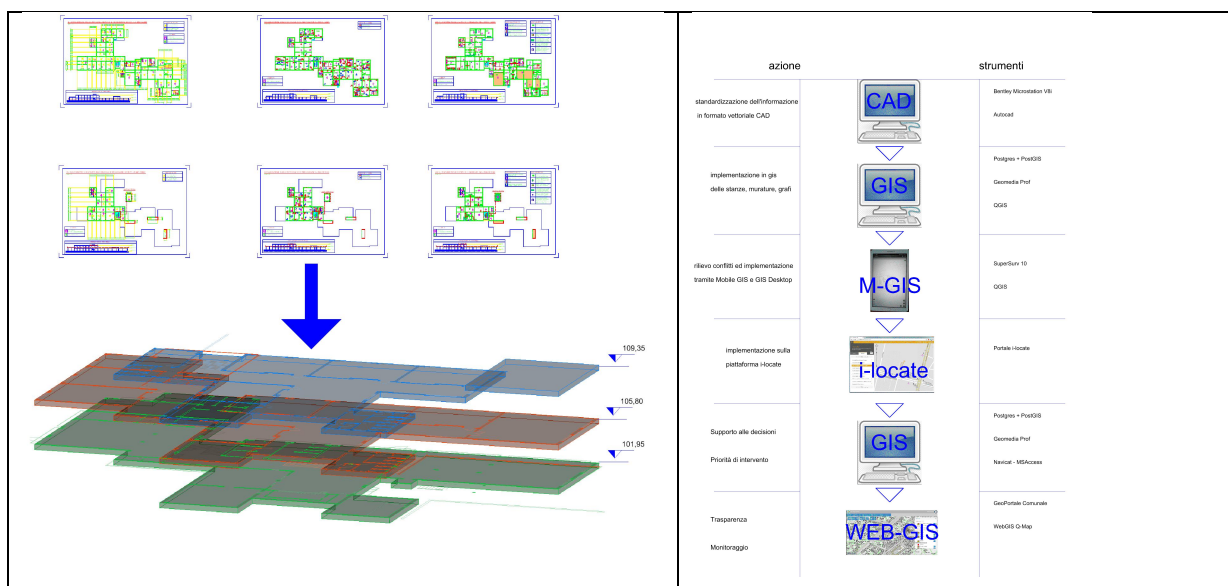 109,35
105,80
101,95
azione
strumenti
standardizzazione dell'informazione
in formato vettoriale CAD
CAD
Bentley Microstation V8i
Autocad
implementazione in gis
delle stanze, murature, grafi
GIS
Postgres + PostGIS
Geomedia Prof
QGIS
rilievo conflitti ed implementazione
tramite Mobile GIS e GIS Desktop
M-GIS
SuperSurv 10
QGIS
implementazione sulla
piattaforma i-locate
i-locate
Portale i-locate
Supporto alle decisioni
Priorità di intervento
GIS
Postgres + PostGIS
Geomedia Prof
Navicat - MSAccess
Trasparenza
Monitoraggio
WEB-GIS
GeoPortale Comunale
WebGIS Q-Map